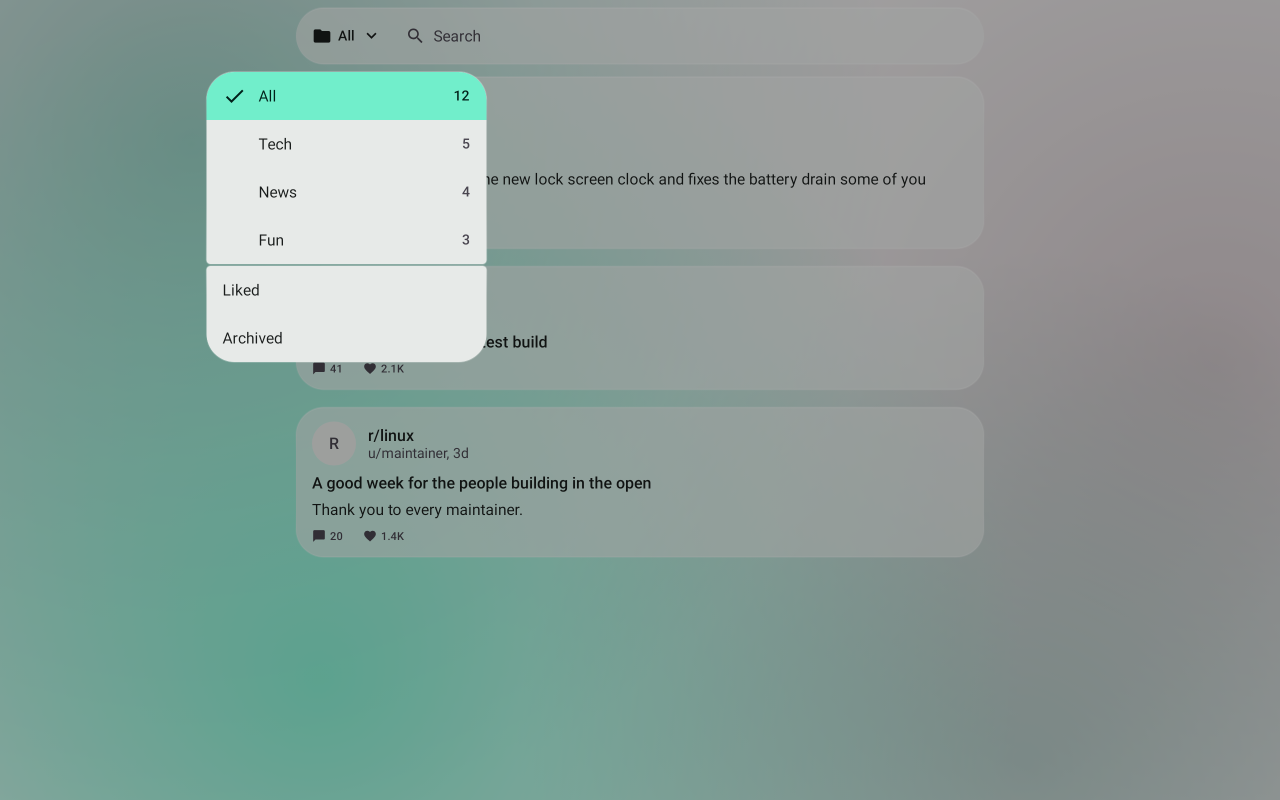 All
Search
All 12
Tech 5
News 4
Fun 3
new lock screen clock and fixes the battery drain some of you
Liked
Archived
build
41 2.1K
R
r/linux
u/maintainer, 3d
A good week for the people building in the open
Thank you to every maintainer.
20 1.4K